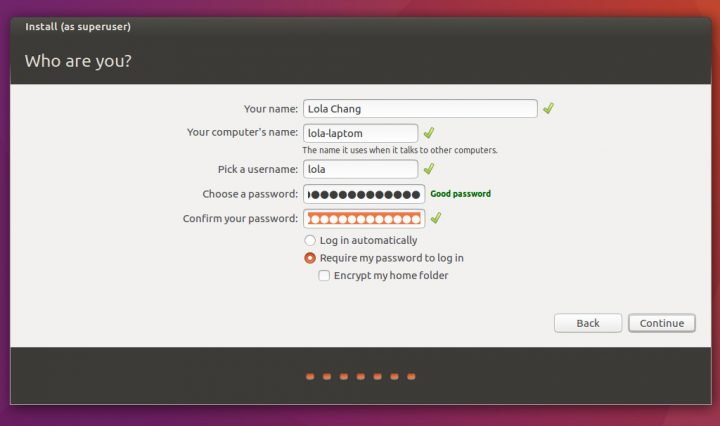 Install (as superuser)
Who are you?
Your name: Lola Chang
Your computer's name: lola-laptom
The name it uses when it talks to other computers.
Pick a username: lola
Choose a password: Good password
Confirm your password:
Log in automatically
Require my password to log in
Encrypt my home folder
Back Continue